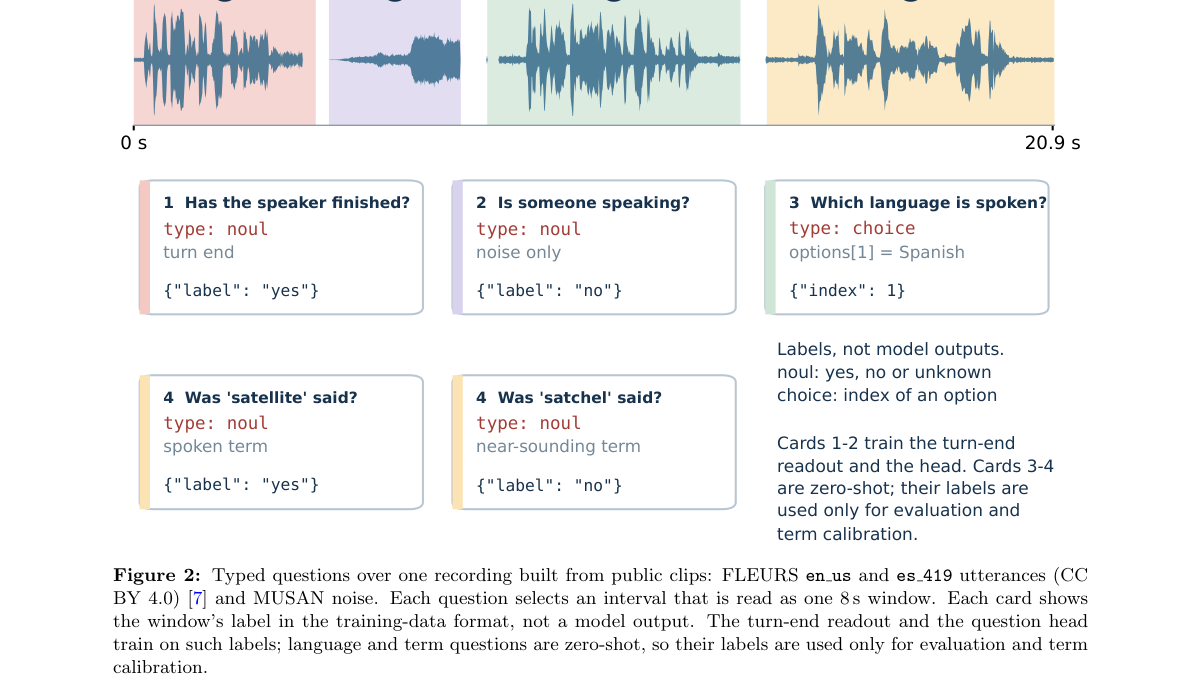 0 s
20.9 s
1 Has the speaker finished?
type: noul
turn end
{"label": "yes"}
2 Is someone speaking?
type: noul
noise only
{"label": "no"}
3 Which language is spoken?
type: choice
options[1] = Spanish
{"index": 1}
4 Was 'satellite' said?
type: noul
spoken term
{"label": "yes"}
4 Was 'satchel' said?
type: noul
near-sounding term
{"label": "no"}
Labels, not model outputs.
noul: yes, no or unknown
choice: index of an option
Cards 1-2 train the turn-end
readout and the head. Cards 3-4
are zero-shot; their labels are
used only for evaluation and
term calibration.
Figure 2: Typed questions over one recording built from public clips: FLEURS en_us and es_419 utterances (CC
BY 4.0) [7] and MUSAN noise. Each question selects an interval that is read as one 8 s window. Each card shows
the window's label in the training-data format, not a model output. The turn-end readout and the question head
train on such labels; language and term questions are zero-shot, so their labels are used only for evaluation and term
calibration.